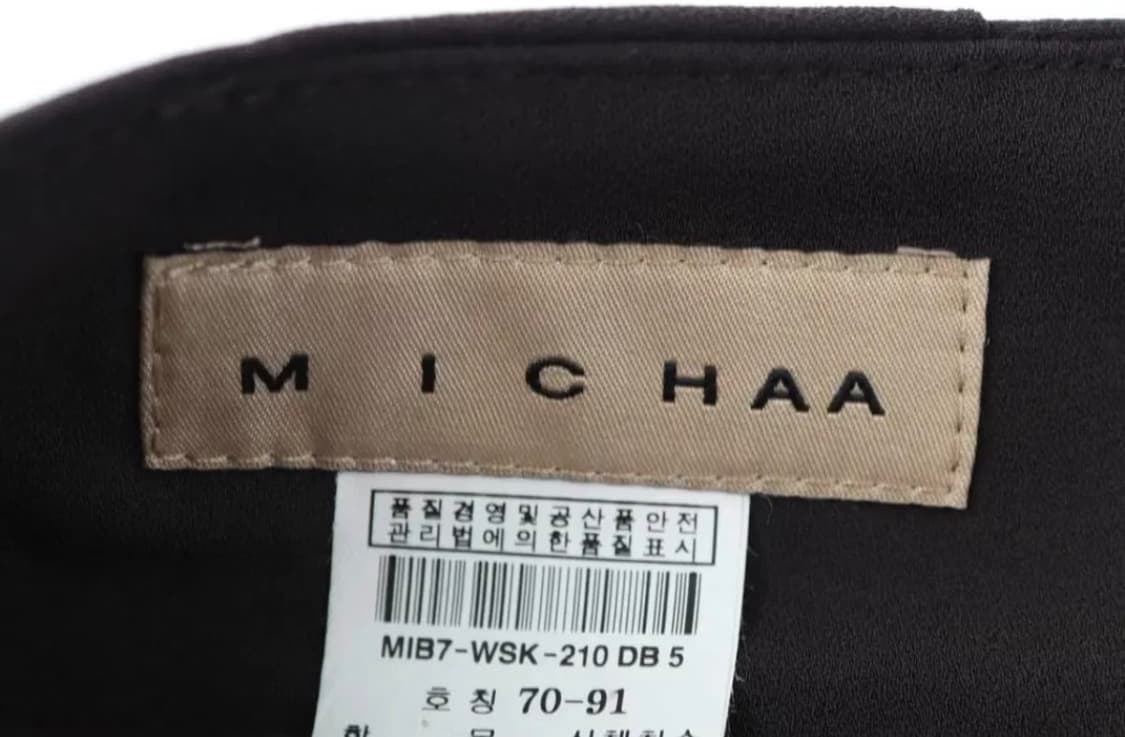 MICHAA
품질경영및공산품안전
관리법에의한품질표시
MIB7-WSK-210 DB 5
호칭 70-91